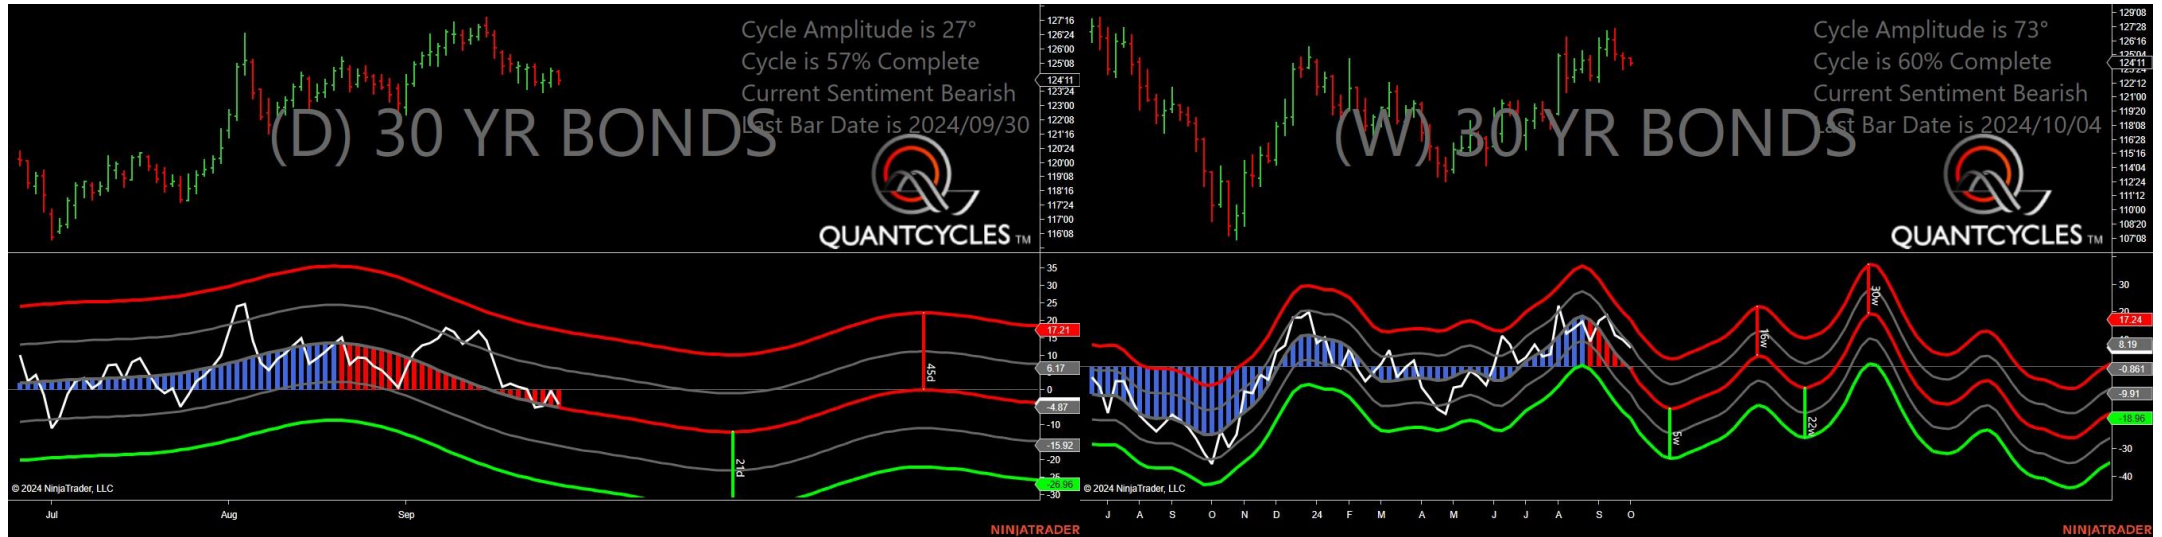 Cycle Amplitude is 27°
Cycle is 57% Complete
Current Sentiment Bearish
Last Bar Date is 2024/09/30
(D) 30 YR BONDS
QUANTCYCLES TM
127'16
126'24
126'00
125'08
124'11
123'24
123'00
122'08
121'16
120'24
120'00
119'08
118'16
117'24
117'00
116'08
35
30
25
20
17.21
15
10
6.17
0
-4.87
-10
-15.92
-20
-25
-26.96
-30
45d
21d
© 2024 NinjaTrader, LLC
Jul
Aug
Sep
NINJATRADER
Cycle Amplitude is 73°
Cycle is 60% Complete
Current Sentiment Bearish
Last Bar Date is 2024/10/04
(W) 30 YR BONDS
QUANTCYCLES TM
129'08
127'28
126'16
125'04
124'11
123'24
122'12
121'00
119'20
118'08
116'28
115'16
114'04
112'24
111'12
110'00
108'20
107'08
30
20
17.24
8.19
-0.861
-9.91
-18.96
-30
-40
16w
30w
5w
22w
© 2024 NinjaTrader, LLC
J A S O N D 24 F M A M J J A S O
NINJATRADER